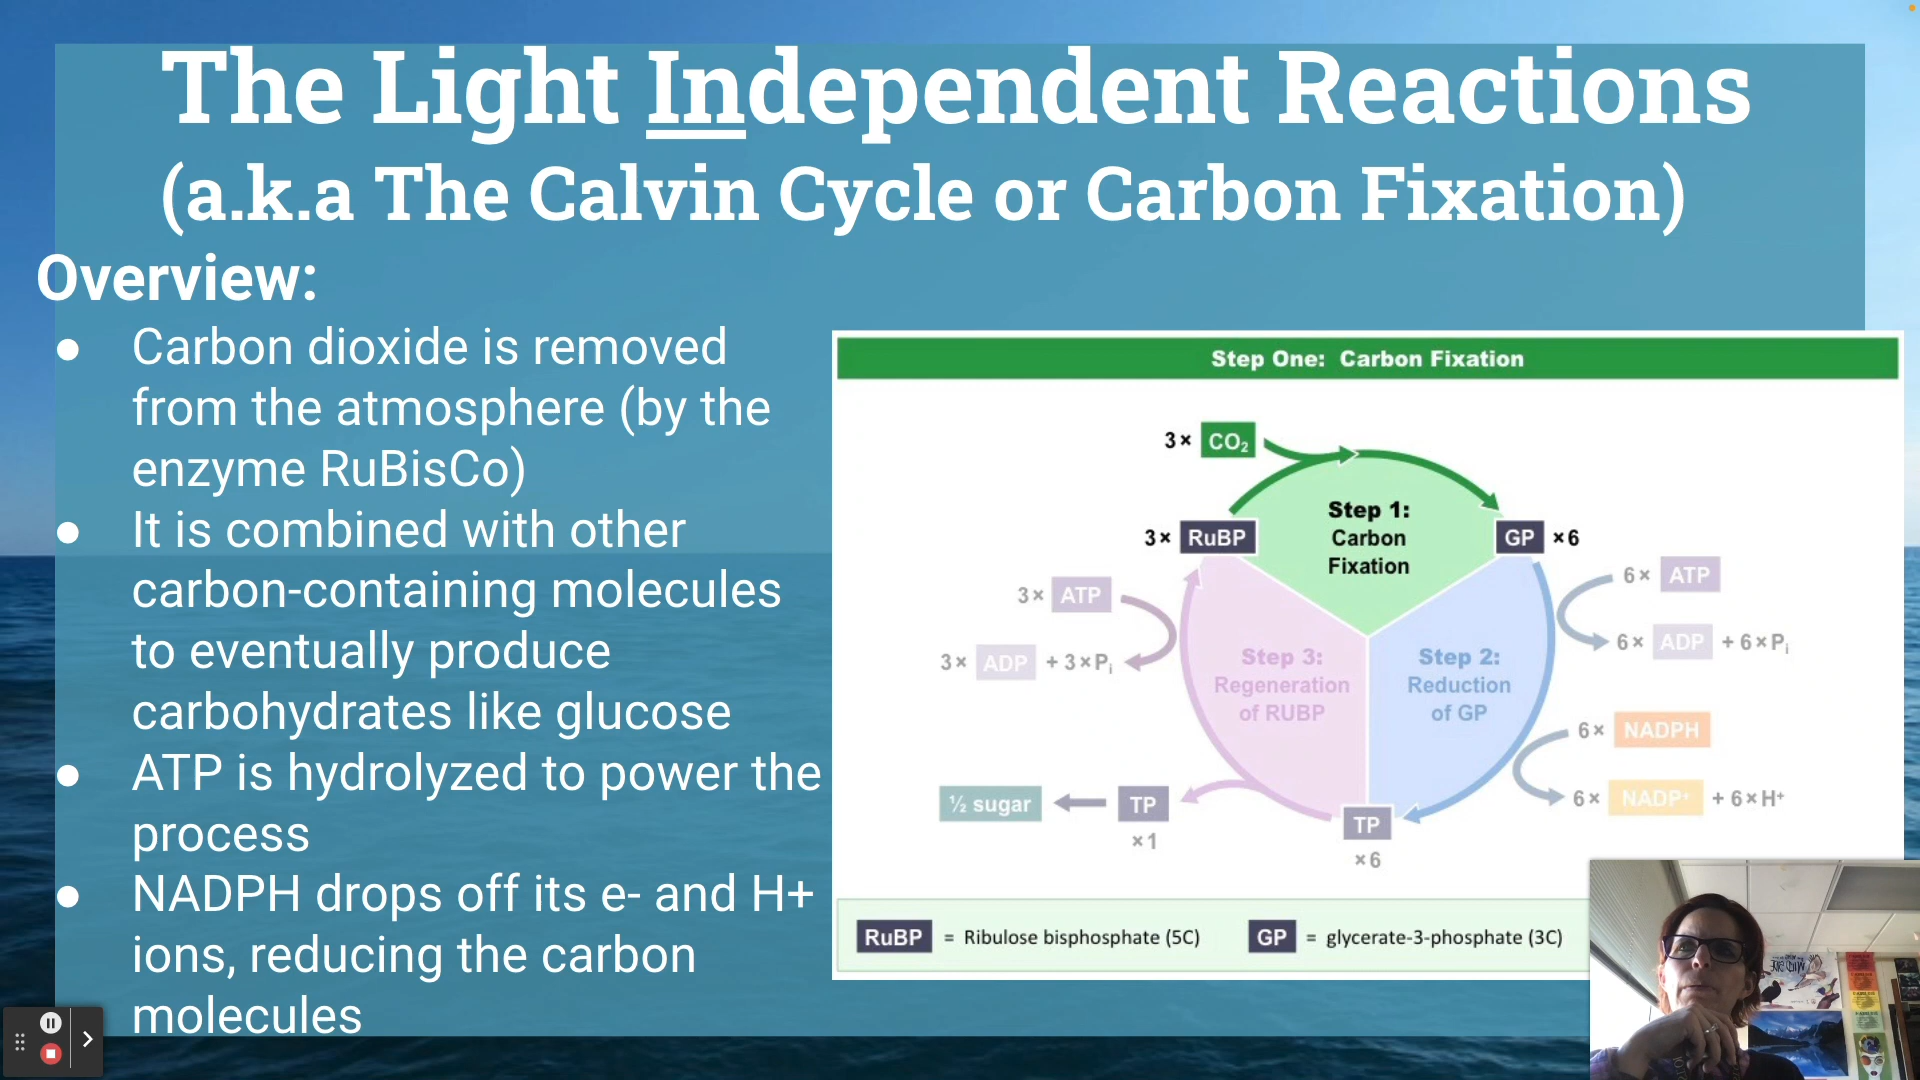 The Light Independent Reactions
(a.k.a The Calvin Cycle or Carbon Fixation)
Overview:
● Carbon dioxide is removed
from the atmosphere (by the
enzyme RuBisCo)
● It is combined with other
carbon-containing molecules
to eventually produce
carbohydrates like glucose
● ATP is hydrolyzed to power the
process
● NADPH drops off its e- and H+
ions, reducing the carbon
molecules
Step One: Carbon Fixation
3× CO₂
Step 1:
Carbon
Fixation
3× RuBP
GP ×6
3× ATP
6× ATP
3× ADP + 3×Pᵢ
6× ADP + 6×Pᵢ
Step 3:
Regeneration
of RUBP
Step 2:
Reduction
of GP
6× NADPH
6× NADP⁺ + 6×H⁺
½ sugar
TP
×1
TP
×6
RuBP = Ribulose bisphosphate (5C)
GP = glycerate-3-phosphate (3C)